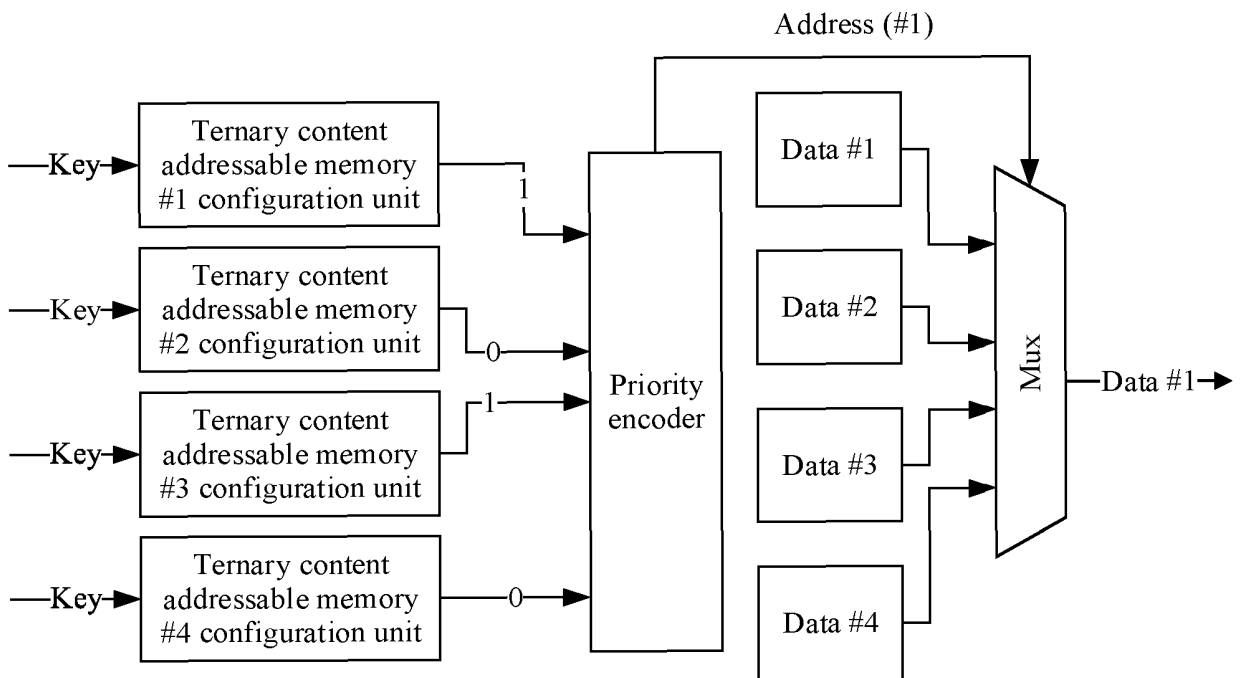 Address (#1)
Key
Ternary content
addressable memory
#1 configuration unit
1
Key
Ternary content
addressable memory
#2 configuration unit
0
Key
Ternary content
addressable memory
#3 configuration unit
1
Key
Ternary content
addressable memory
#4 configuration unit
0
Priority
encoder
Data #1
Data #2
Data #3
Data #4
Mux
Data #1